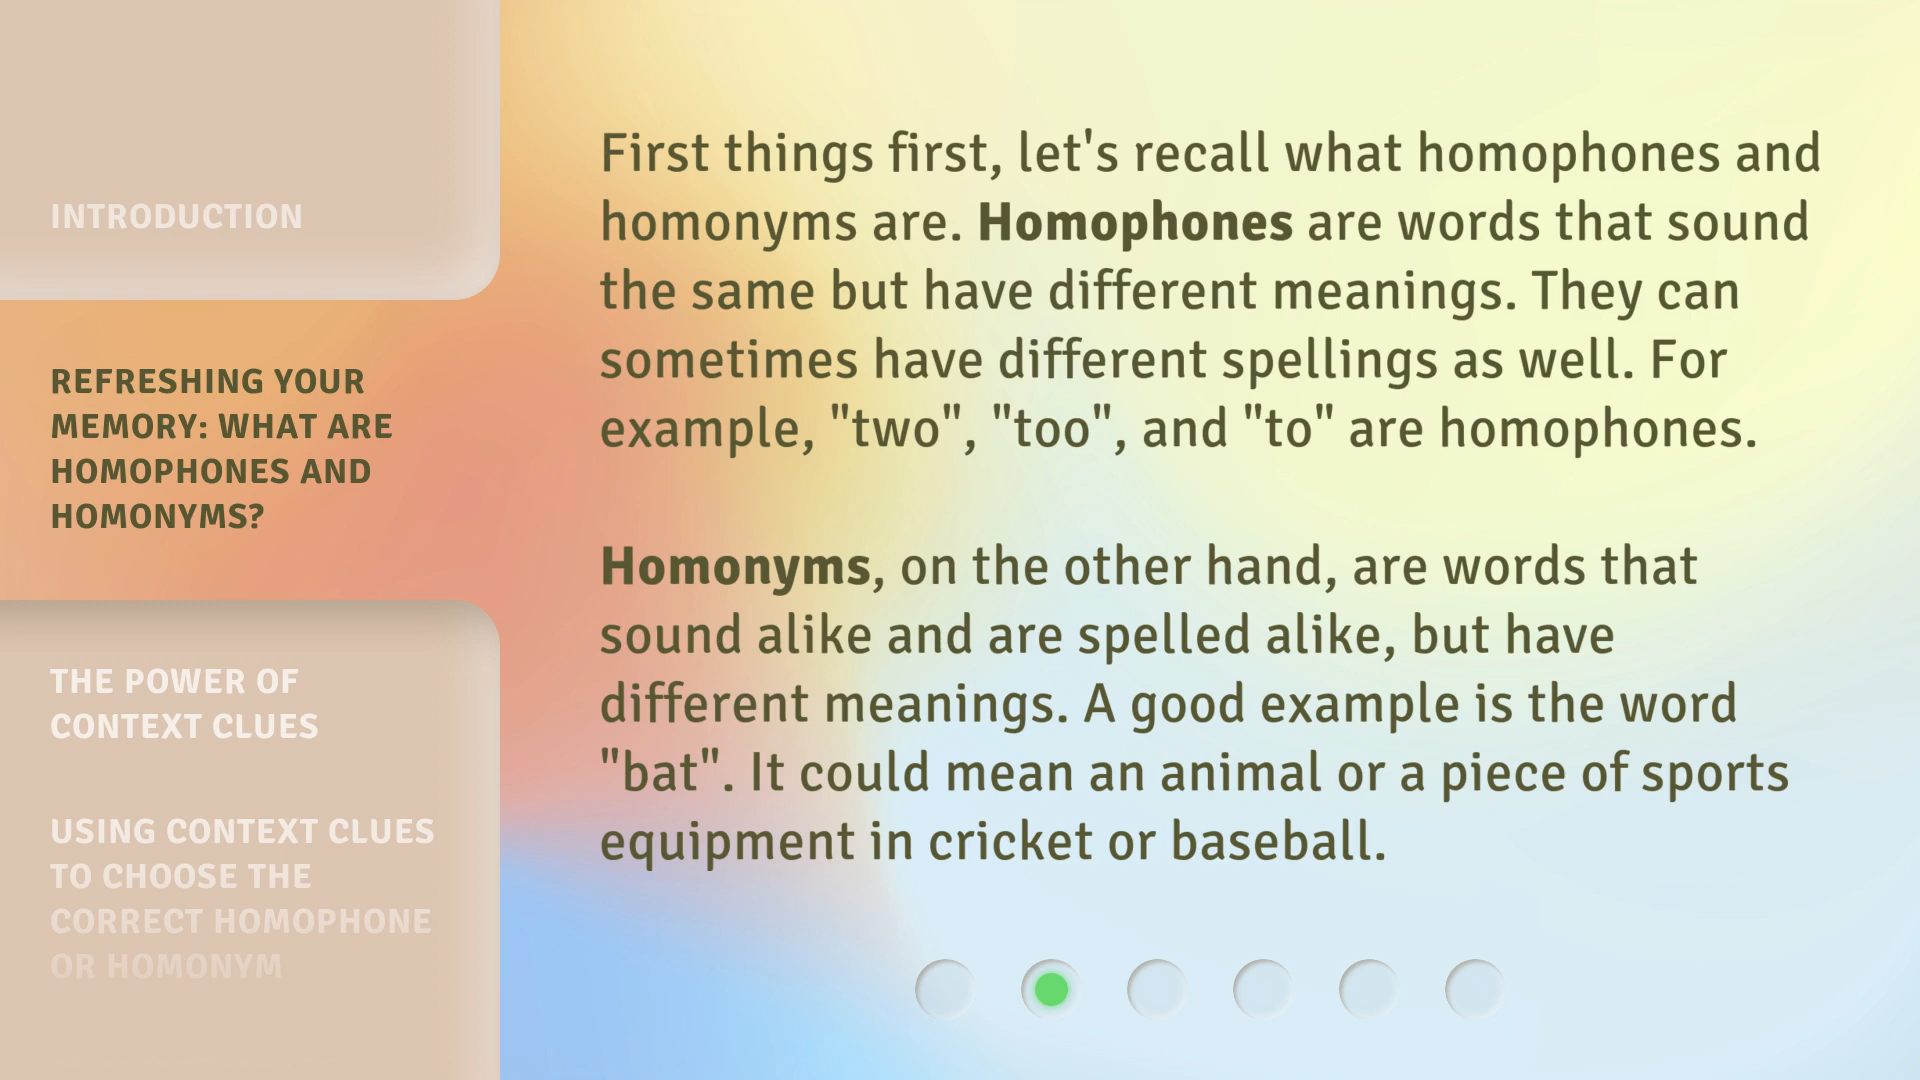 INTRODUCTION
REFRESHING YOUR
MEMORY: WHAT ARE
HOMOPHONES AND
HOMONYMS?
THE POWER OF
CONTEXT CLUES
USING CONTEXT CLUES
TO CHOOSE THE
CORRECT HOMOPHONE
OR HOMONYM
First things first, let's recall what homophones and
homonyms are. Homophones are words that sound
the same but have different meanings. They can
sometimes have different spellings as well. For
example, "two", "too", and "to" are homophones.
Homonyms, on the other hand, are words that
sound alike and are spelled alike, but have
different meanings. A good example is the word
"bat". It could mean an animal or a piece of sports
equipment in cricket or baseball.